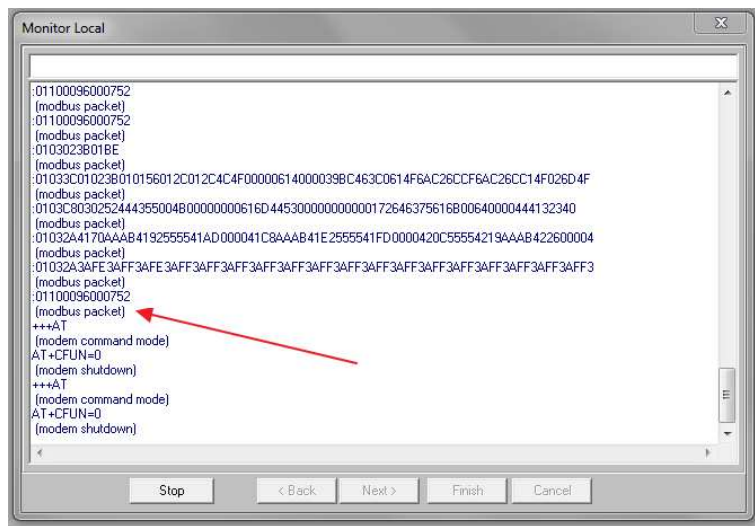 Monitor Local
:01100096000752
(modbus packet)
:01100096000752
(modbus packet)
:0103023B01BE
(modbus packet)
:01033C01023B010156012C012C4C4F00000614000039BC463C0614F6AC26CCF6AC26CC14F026D4F
(modbus packet)
:0103C8030252444355004B00000000616D4453000000000001726463756 16B00640000444132340
(modbus packet)
:01032A4170AAAB4192555541AD000041C8AAAB41E2555541FD0000420C55554219AAAB422600004
(modbus packet)
:01032A3AFE3AFF3AFE3AFF3AFF3AFF3AFF3AFF3AFF3AFF3AFF3AFF3AFF3AFF3AFF3AFF3AFF3AFF3
(modbus packet)
:01100096000752
(modbus packet)
+++AT
(modem command mode)
AT+CFUN=0
(modem shutdown)
+++AT
(modem command mode)
AT+CFUN=0
(modem shutdown)
Stop
< Back
Next >
Finish
Cancel